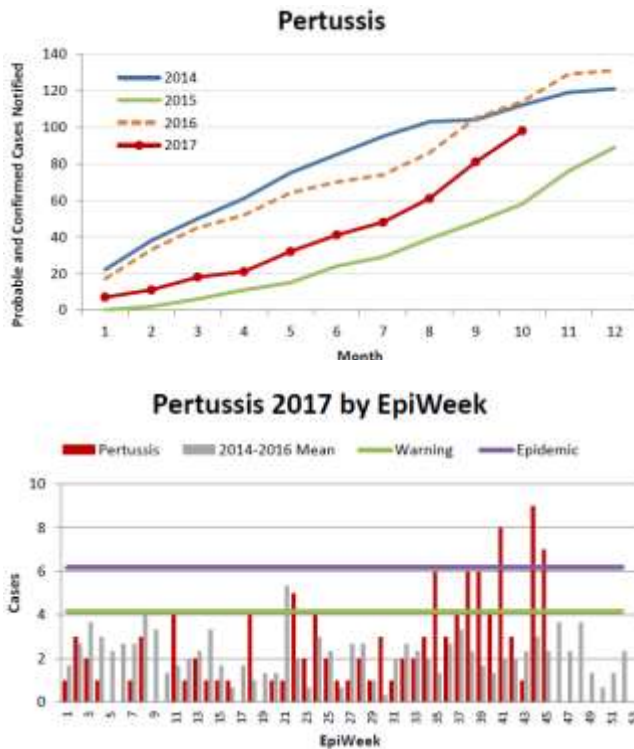 Pertussis
Probable and Confirmed Cases Notified
140
120
100
80
60
40
20
0
2014
2015
2016
2017
1 2 3 4 5 6 7 8 9 10 11 12
Month
Pertussis 2017 by EpiWeek
Pertussis 2014-2016 Mean Warning Epidemic
Cases
10
8
6
4
2
0
1 3 5 7 9 11 13 15 17 19 21 23 25 27 29 31 33 35 37 39 41 43 45 47 49 51 53
EpiWeek